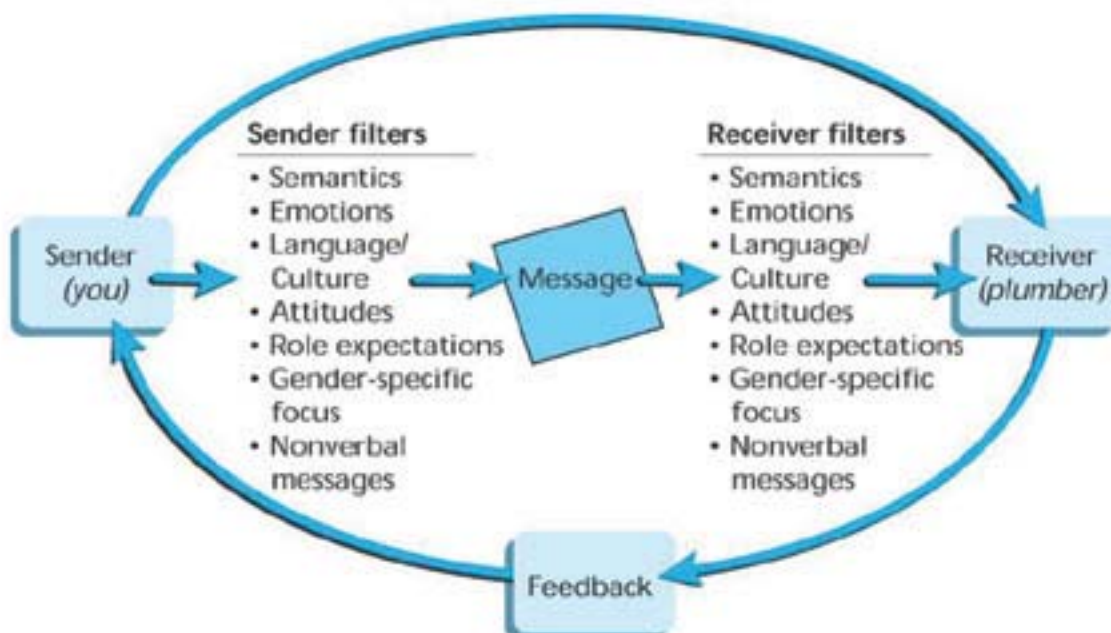 Sender
(you)
Sender filters
• Semantics
• Emotions
• Language/
Culture
• Attitudes
• Role expectations
• Gender-specific
focus
• Nonverbal
messages
Message
Receiver filters
• Semantics
• Emotions
• Language/
Culture
• Attitudes
• Role expectations
• Gender-specific
focus
• Nonverbal
messages
Receiver
(plumber)
Feedback